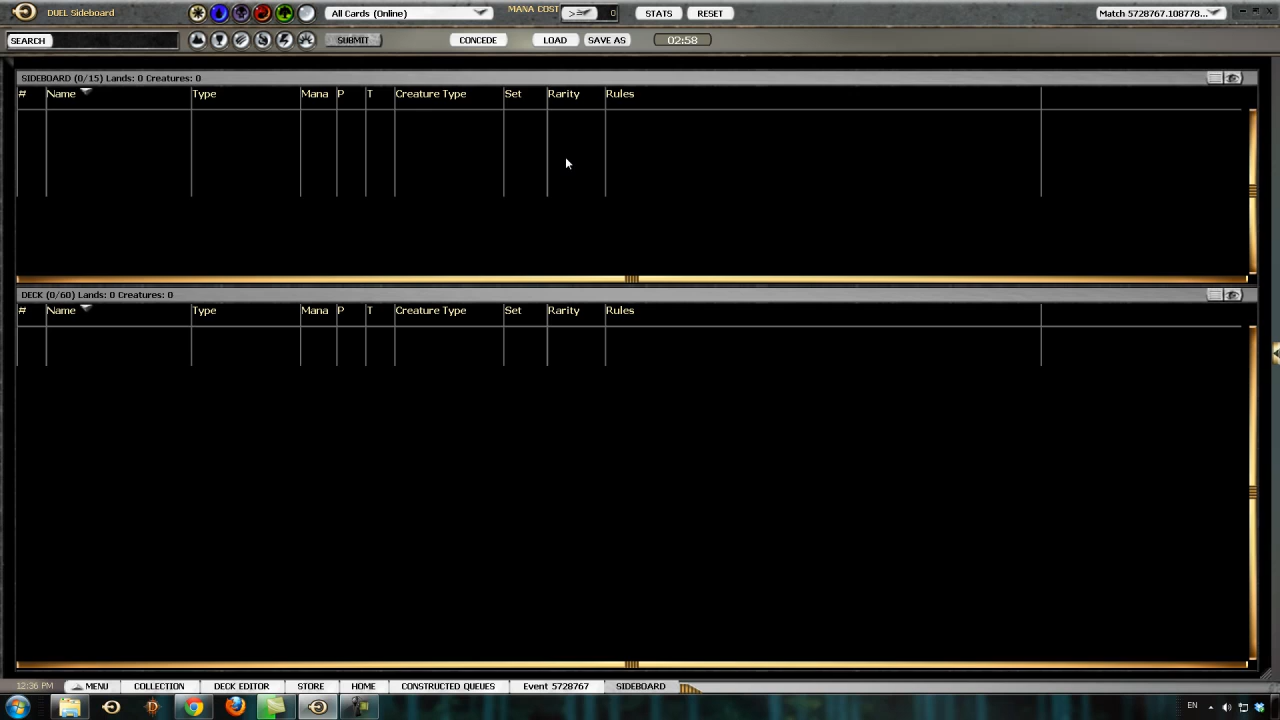 DUEL Sideboard
All Cards (Online)
MANA COST
>=
0
STATS
RESET
Match 5728767.108778...
SEARCH
SUBMIT
CONCEDE
LOAD
SAVE AS
02:58
SIDEBOARD (0/15) Lands: 0 Creatures: 0
# Name Type Mana P T Creature Type Set Rarity Rules
DECK (0/60) Lands: 0 Creatures: 0
# Name Type Mana P T Creature Type Set Rarity Rules
12:36 PM
MENU
COLLECTION
DECK EDITOR
STORE
HOME
CONSTRUCTED QUEUES
Event 5728767
SIDEBOARD
EN